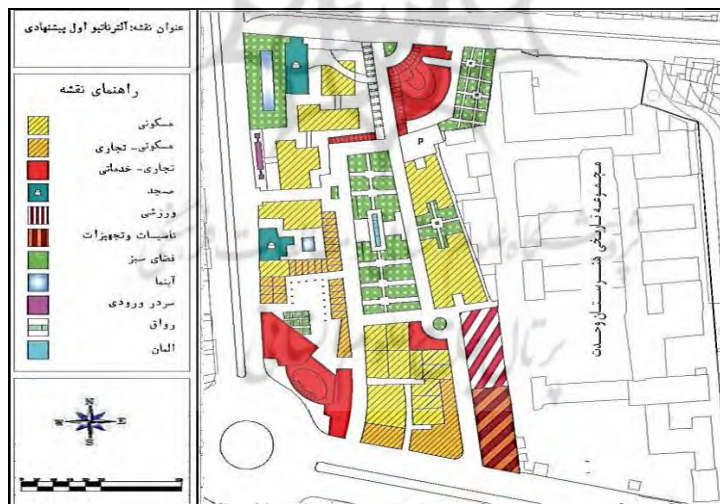 عنوان نقشه: آلترناتیو اول پیشنهادی
راهنمای نقشه
مسکونی
مسکونی- تجاری
تجاری- خدماتی
مسجد
ورزشی
تاسیسات وتجهیزات
فضای سبز
آبنما
سردر ورودی
رواق
المان
N
W
E
S
P
مجموعه تاریخی هنرستان وحدت